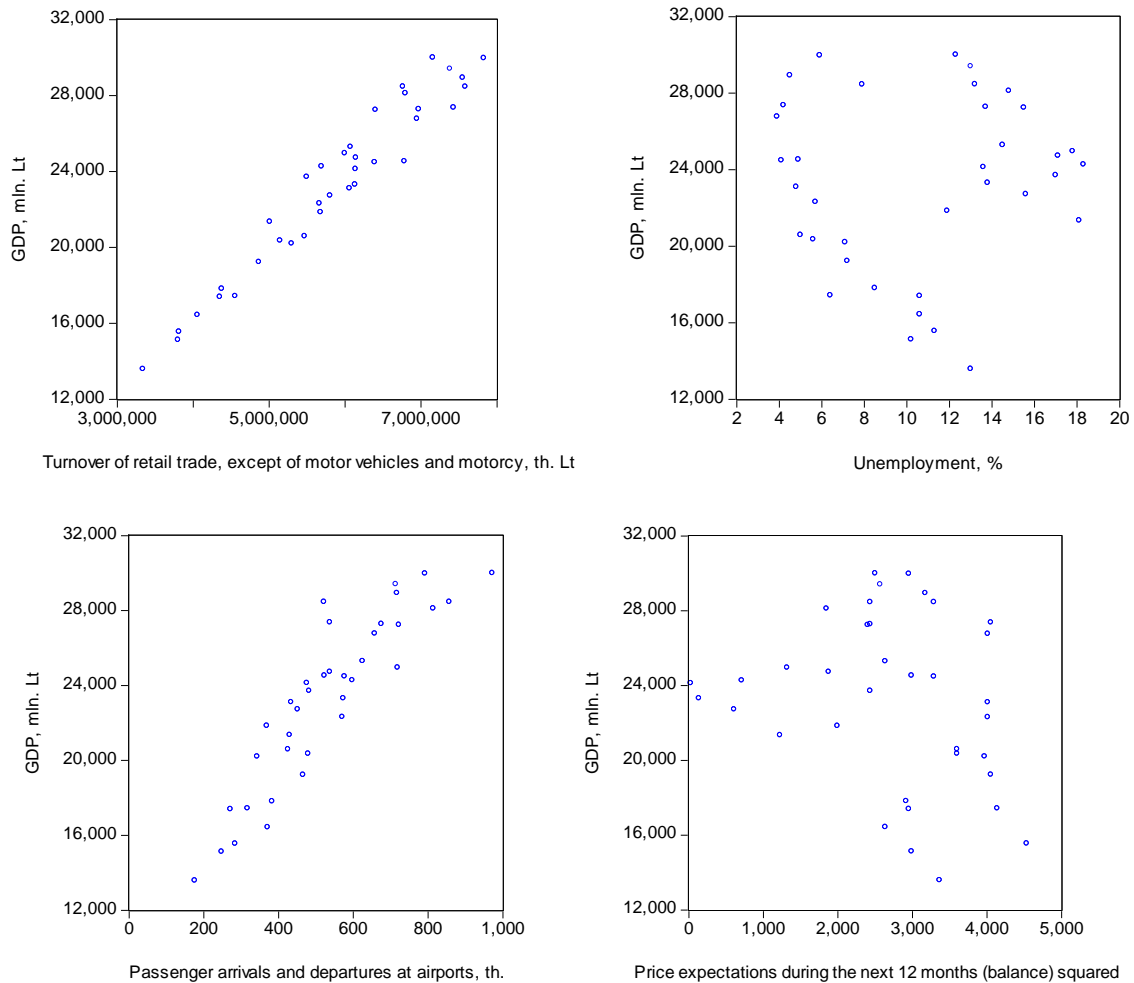 32,000
28,000
24,000
20,000
16,000
12,000
GDP, mln. Lt
3,000,000 5,000,000 7,000,000
Turnover of retail trade, except of motor vehicles and motorcy, th. Lt
32,000
28,000
24,000
20,000
16,000
12,000
GDP, mln. Lt
2 4 6 8 10 12 14 16 18 20
Unemployment, %
32,000
28,000
24,000
20,000
16,000
12,000
GDP, mln. Lt
0 200 400 600 800 1,000
Passenger arrivals and departures at airports, th.
32,000
28,000
24,000
20,000
16,000
12,000
GDP, mln. Lt
0 1,000 2,000 3,000 4,000 5,000
Price expectations during the next 12 months (balance) squared